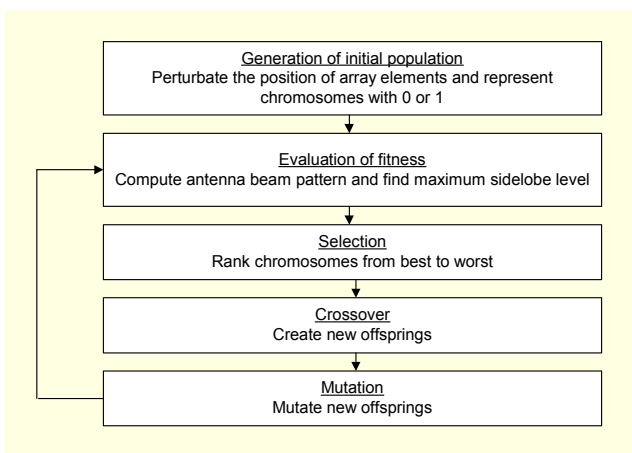 Generation of initial population
Perturbate the position of array elements and represent
chromosomes with 0 or 1
Evaluation of fitness
Compute antenna beam pattern and find maximum sidelobe level
Selection
Rank chromosomes from best to worst
Crossover
Create new offsprings
Mutation
Mutate new offsprings